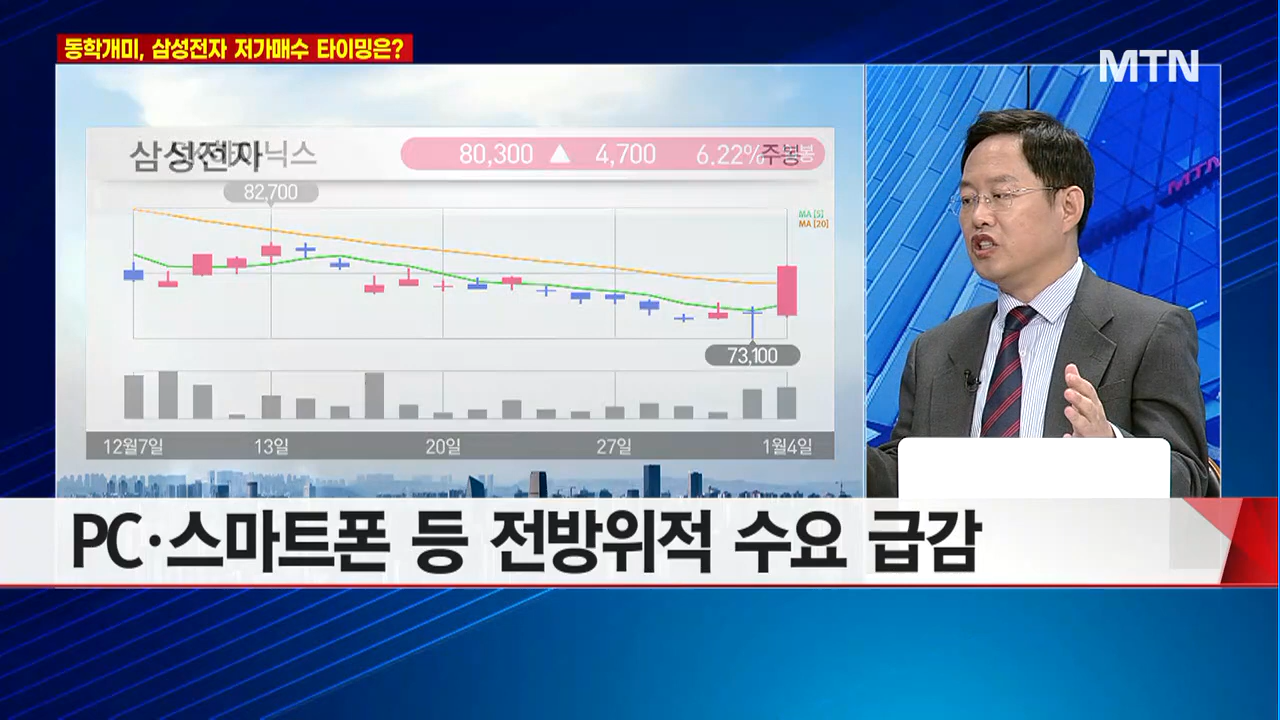 동학개미, 삼성전자 저가매수 타이밍은?
MTN
삼성전자 닉스
80,300 ▲ 4,700 6.22%
82,700
MA [5]
MA [20]
MTN
73,100
12월7일 13일 20일 27일 1월4일
PC·스마트폰 등 전방위적 수요 급감